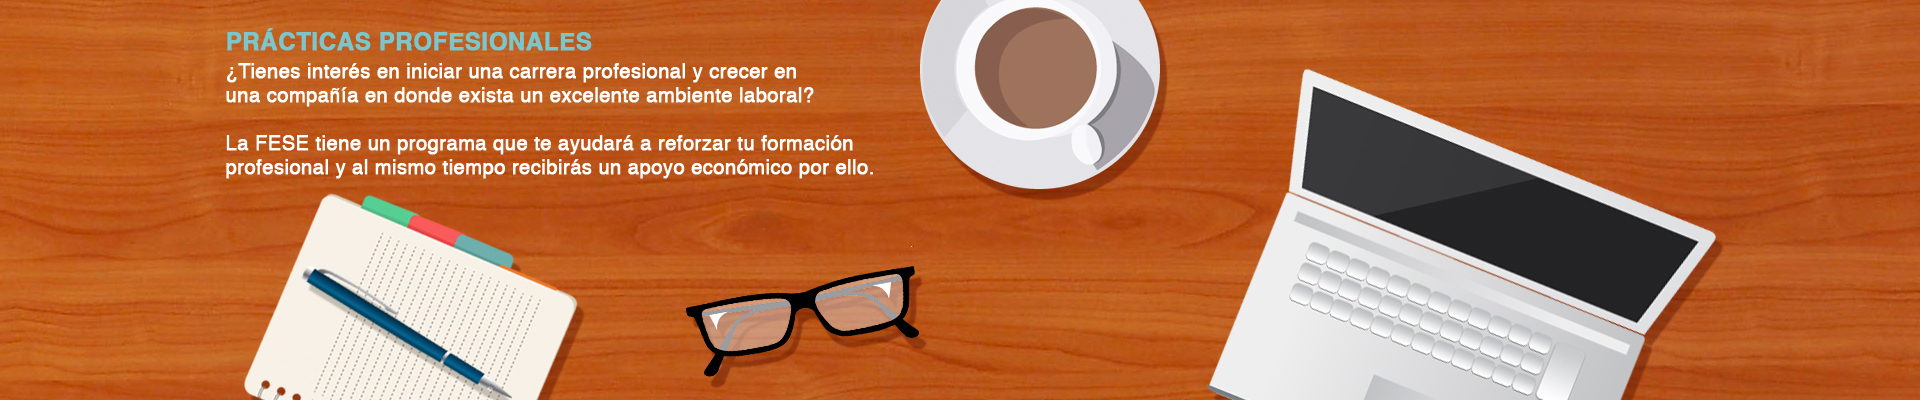 PRÁCTICAS PROFESIONALES
¿Tienes interés en iniciar una carrera profesional y crecer en
una compañía en donde exista un excelente ambiente laboral?
La FESE tiene un programa que te ayudará a reforzar tu formación
profesional y al mismo tiempo recibirás un apoyo económico por ello.